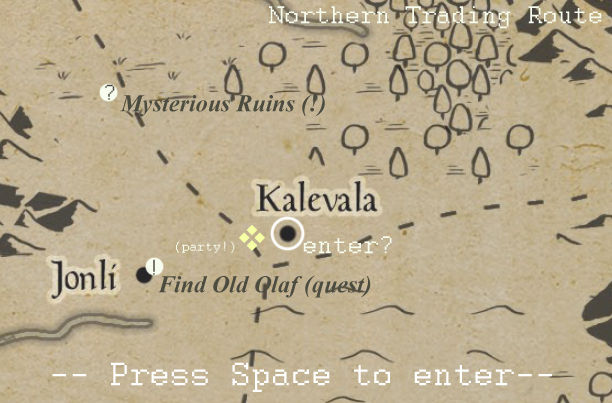 Northern Trading Route
?
Mysterious Ruins (!)
Kalevala
(party!)
enter?
Jonlí
!
Find Old Olaf (quest)
-- Press Space to enter--